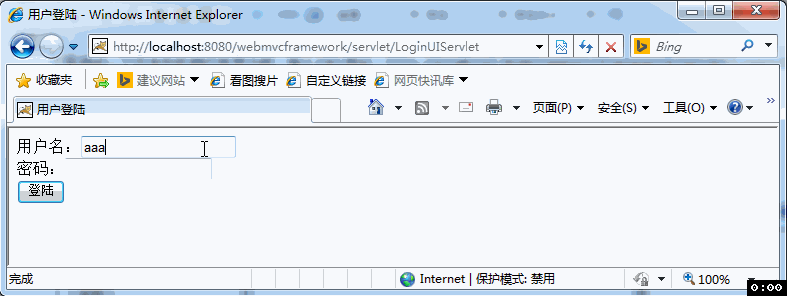 用户登陆 - Windows Internet Explorer
http://localhost:8080/webmvcframework/servlet/LoginUIServlet
Bing
收藏夹 建议网站 看图搜片 自定义链接 网页快讯库
用户登陆 页面(P) 安全(S) 工具(O) »
用户名：aaa
密码：
登陆
完成 Internet | 保护模式: 禁用 100%
0:00